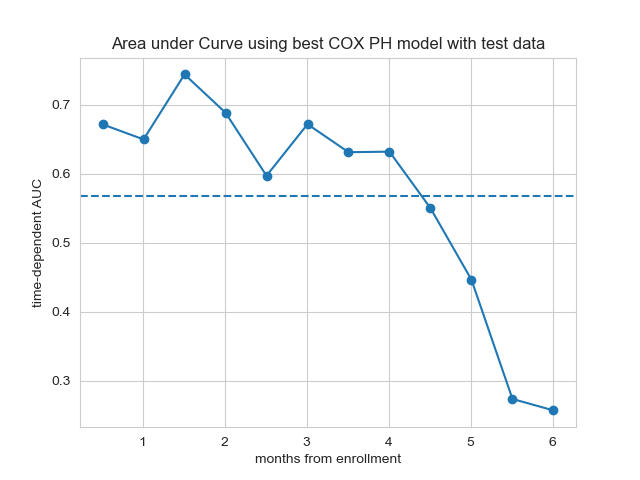 Area under Curve using best COX PH model with test data
time-dependent AUC
0.7
0.6
0.5
0.4
0.3
1 2 3 4 5 6
months from enrollment